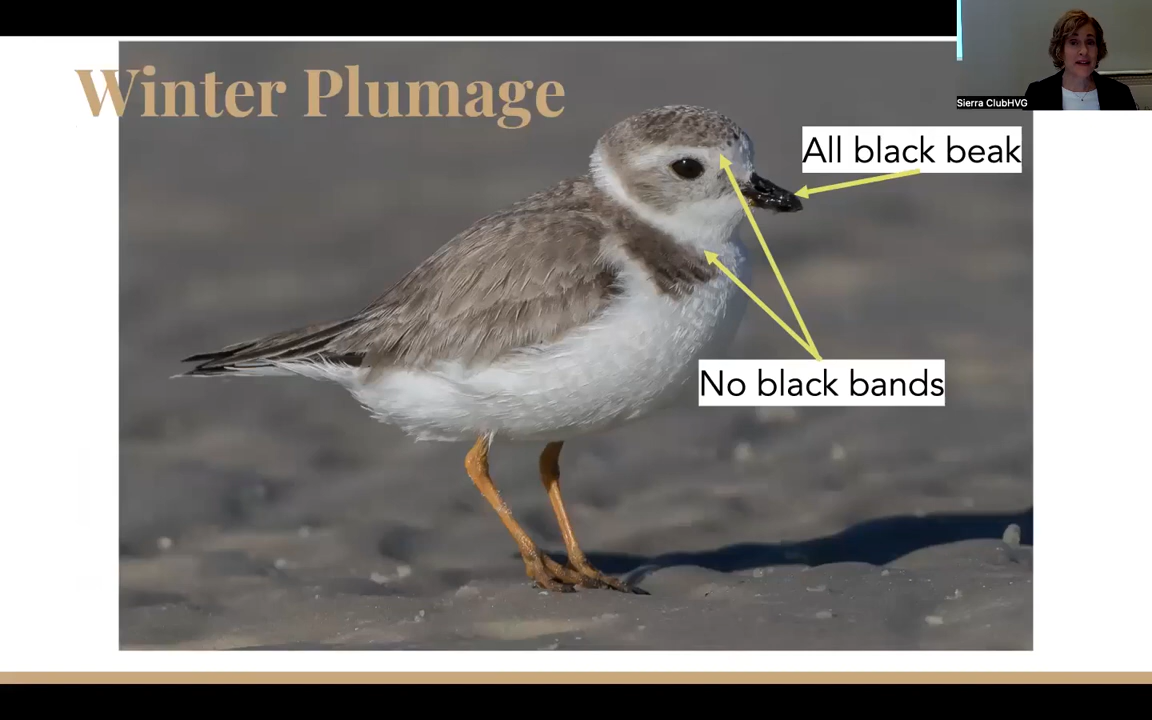 Winter Plumage
Sierra ClubHVG
All black beak
No black bands